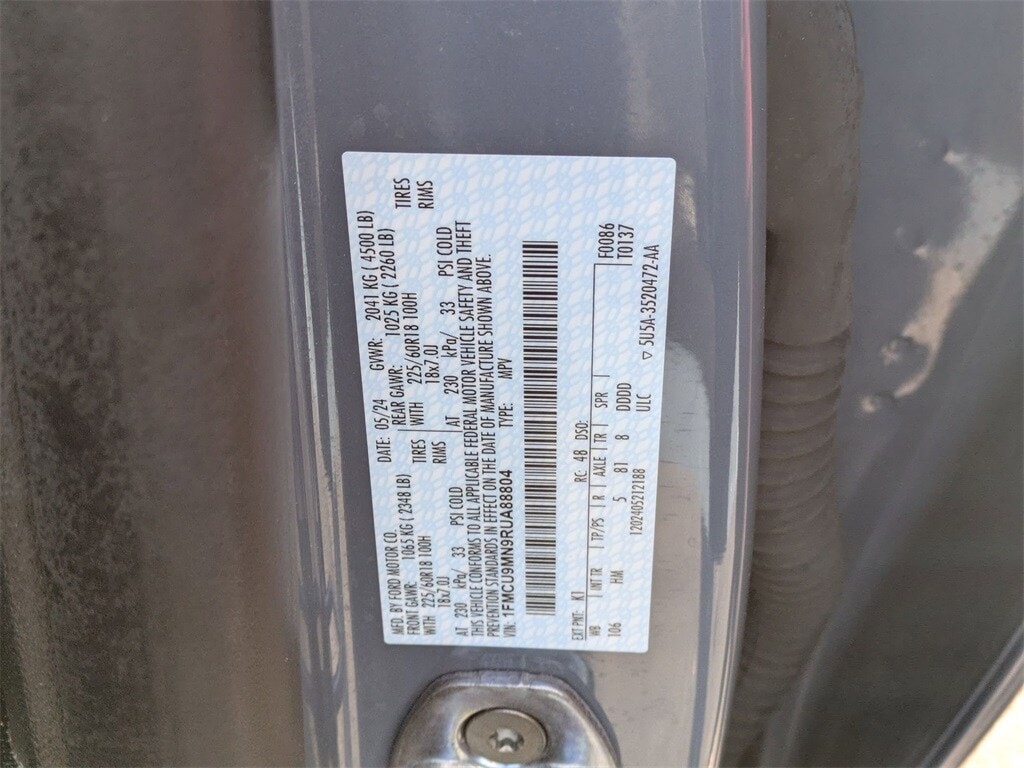 MFD. BY FORD MOTOR CO.
DATE: 05/24 GVWR: 2041 KG ( 4500 LB)
FRONT GAWR: 1065 KG ( 2348 LB) REAR GAWR: 1025 KG ( 2260 LB)
WITH 225/60R18 100H TIRES WITH 225/60R18 100H TIRES
18x7.0J RIMS 18x7.0J RIMS
AT 230 kPa/ 33 PSI COLD AT 230 kPa/ 33 PSI COLD
THIS VEHICLE CONFORMS TO ALL APPLICABLE FEDERAL MOTOR VEHICLE SAFETY AND THEFT
PREVENTION STANDARDS IN EFFECT ON THE DATE OF MANUFACTURE SHOWN ABOVE.
VIN: 1FMCU9MN9RUA88804 TYPE: MPV
EXT PNT: K1 RC: 48 DSO: F0086
WB INT TR TP/PS R AXLE TR SPR T0137
106 HM 5 81 8 DDDD
1202405212188 ULC ▽ 5U5A-3520472-AA